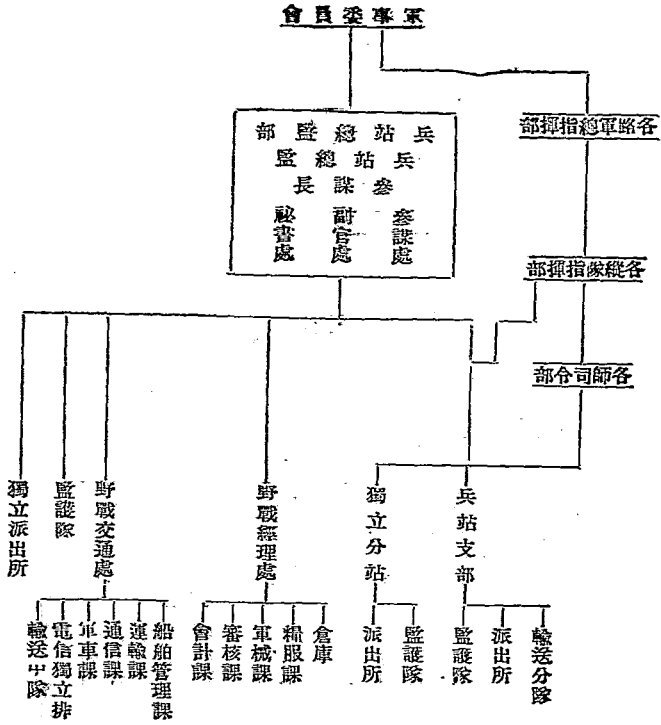 軍事委員會
兵站總監部
兵站總監
參謀長
參謀處
副官處
祕書處
各路軍總指揮部
各縱隊指揮部
各師司令部
兵站支部
獨立分站
野戰經理處
野戰交通處
監護隊
獨立派出所
輸送分隊
派出所
監護隊
監護隊
派出所
倉庫
糧服課
軍械課
審核課
會計課
船舶管理課
運輸課
通信課
軍車課
電信獨立排
輸送中隊